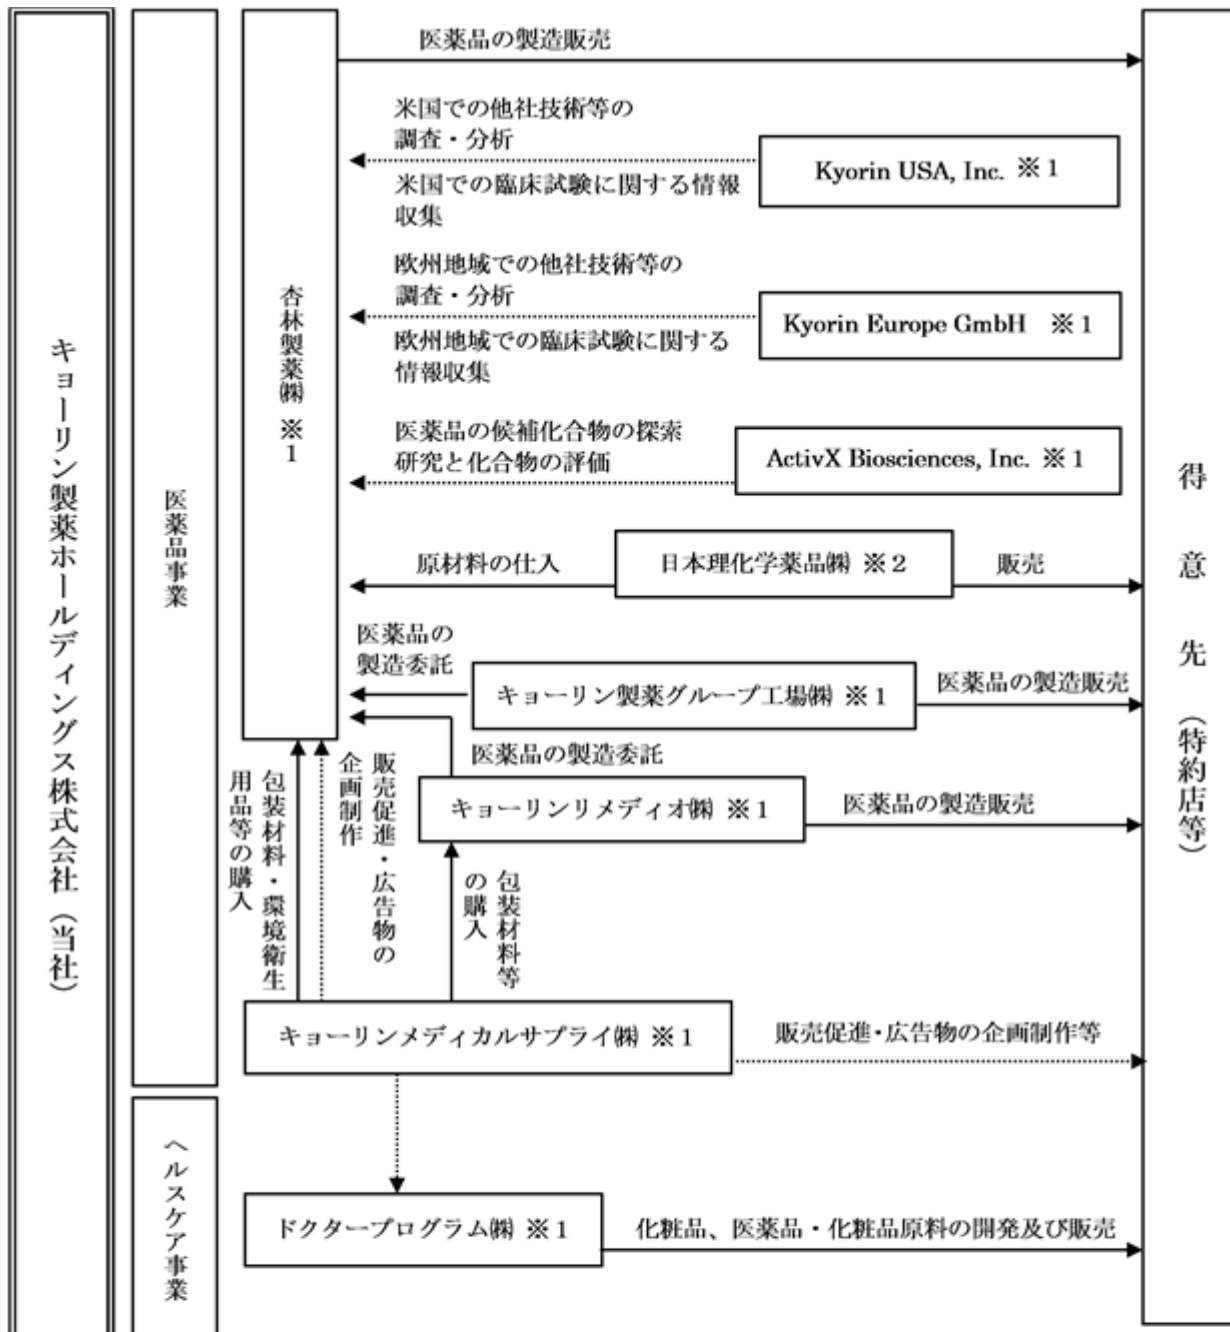 キョーリン製薬ホールディングス株式会社(当社)
医薬品事業
ヘルスケア事業
杏林製薬㈱ ※1
医薬品の製造販売
米国での他社技術等の
調査・分析
米国での臨床試験に関する情報
収集
Kyorin USA, Inc. ※1
欧州地域での他社技術等の
調査・分析
欧州地域での臨床試験に関する
情報収集
Kyorin Europe GmbH ※1
医薬品の候補化合物の探索
研究と化合物の評価
ActivX Biosciences, Inc. ※1
原材料の仕入
日本理化学薬品㈱ ※2
販売
医薬品の
製造委託
キョーリン製薬グループ工場㈱ ※1
医薬品の製造販売
医薬品の製造委託
キョーリンリメディオ㈱ ※1
医薬品の製造販売
包装材料・環境衛生
用品等の購入
販売促進・広告物の
企画制作
包装材料等
の購入
キョーリンメディカルサプライ㈱ ※1
販売促進・広告物の企画制作等
ドクタープログラム㈱ ※1
化粧品、医薬品・化粧品原料の開発及び販売
得意先(特約店等)